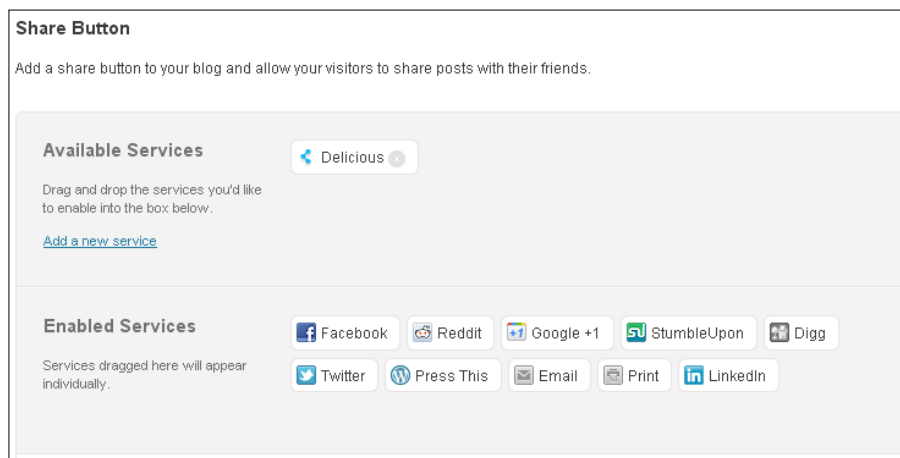 Share Button
Add a share button to your blog and allow your visitors to share posts with their friends.
Available Services
Delicious
Drag and drop the services you'd like
to enable into the box below.
Add a new service
Enabled Services
Facebook Reddit +1 Google +1 StumbleUpon Digg
Services dragged here will appear
individually.
Twitter Press This Email Print LinkedIn